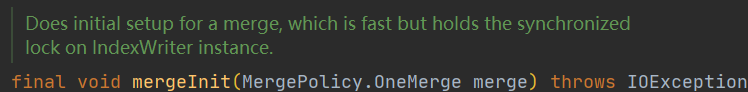 Does initial setup for a merge, which is fast but holds the synchronized
lock on IndexWriter instance.
final void mergeInit(MergePolicy.OneMerge merge) throws IOException